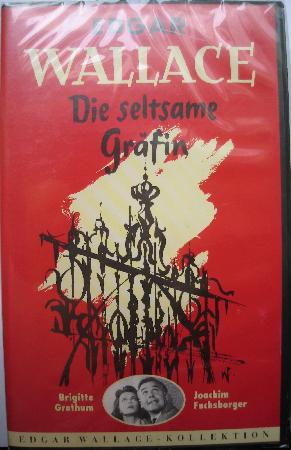 EDGAR
WALLACE
Die seltsame
Gräfin
Brigitte
Grothum
Joachim
Fuchsberger
EDGAR WALLACE-KOLLEKTION